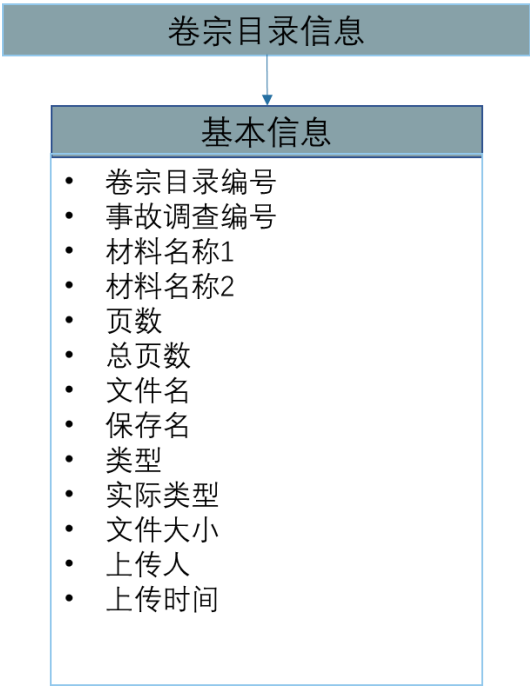 卷宗目录信息
基本信息
• 卷宗目录编号
• 事故调查编号
• 材料名称1
• 材料名称2
• 页数
• 总页数
• 文件名
• 保存名
• 类型
• 实际类型
• 文件大小
• 上传人
• 上传时间